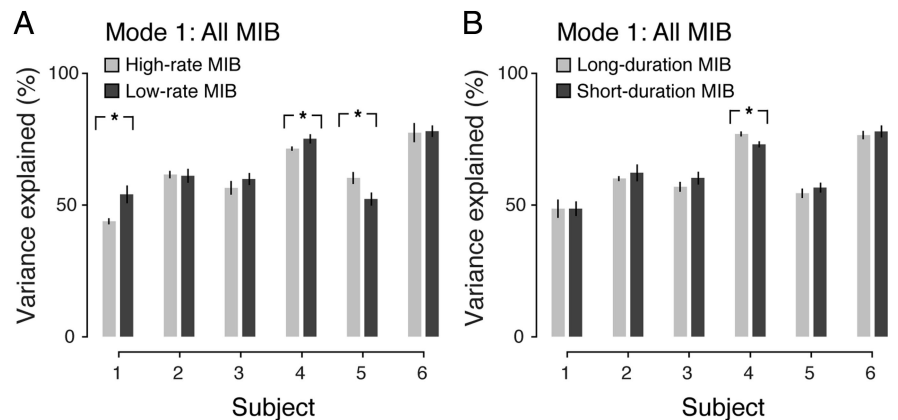 A
Mode 1: All MIB
High-rate MIB
Low-rate MIB
Variance explained (%)
100
50
0
*
*
*
1 2 3 4 5 6
Subject
B
Mode 1: All MIB
Long-duration MIB
Short-duration MIB
Variance explained (%)
100
50
0
*
1 2 3 4 5 6
Subject